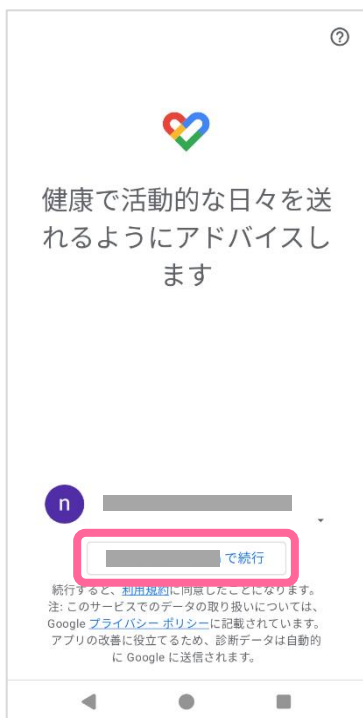 健康で活動的な日々を送
れるようにアドバイスし
ます
n
で続行
続行すると、利用規約に同意したことになります。
注: このサービスでのデータの取り扱いについては、
Google プライバシー ポリシーに記載されています。
アプリの改善に役立てるため、診断データは自動的
に Google に送信されます。